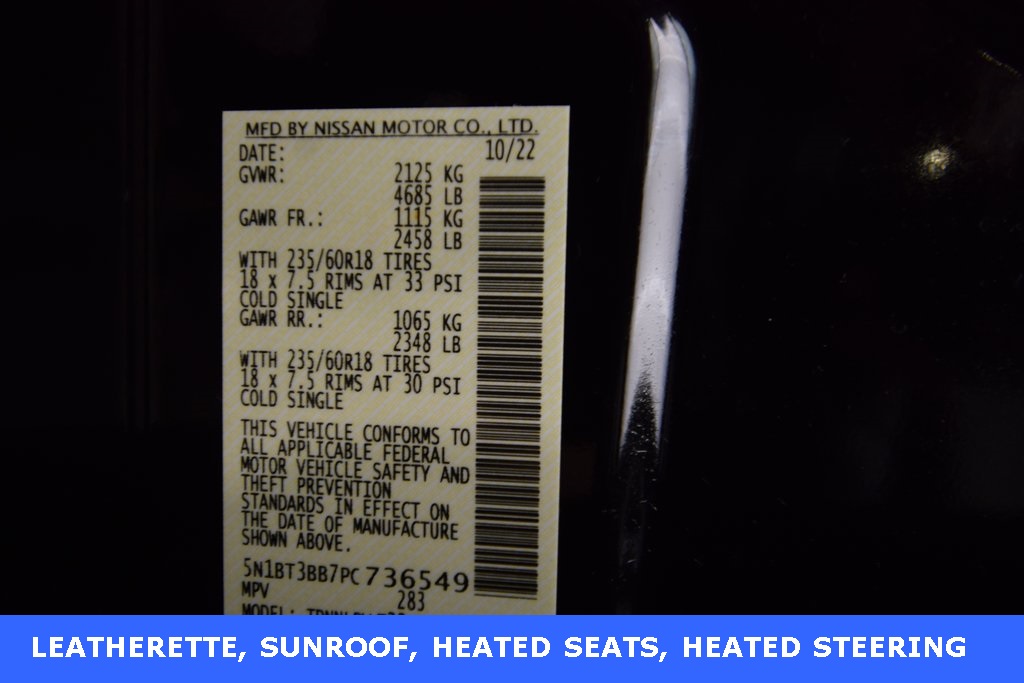 MFD BY NISSAN MOTOR CO., LTD.
DATE: 10/22
GVWR: 2125 KG
4685 LB
GAWR FR.: 1115 KG
2458 LB
WITH 235/60R18 TIRES
18 x 7.5 RIMS AT 33 PSI
COLD SINGLE
GAWR RR.: 1065 KG
2348 LB
WITH 235/60R18 TIRES
18 x 7.5 RIMS AT 30 PSI
COLD SINGLE
THIS VEHICLE CONFORMS TO
ALL APPLICABLE FEDERAL
MOTOR VEHICLE SAFETY AND
THEFT PREVENTION
STANDARDS IN EFFECT ON
THE DATE OF MANUFACTURE
SHOWN ABOVE.
5N1BT3BB7PC736549
MPV 283
MODEL:
LEATHERETTE, SUNROOF, HEATED SEATS, HEATED STEERING